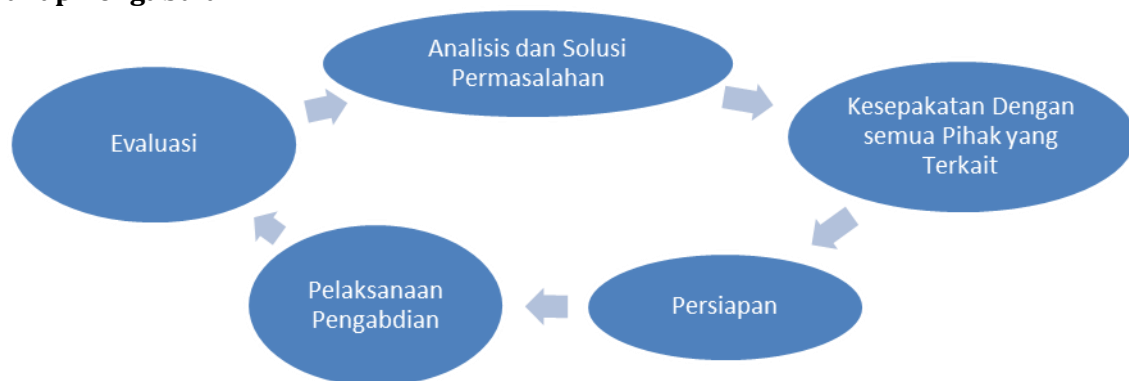 Analisis dan Solusi
Permasalahan
Kesepakatan Dengan
semua Pihak yang
Terkait
Persiapan
Pelaksanaan
Pengabdian
Evaluasi